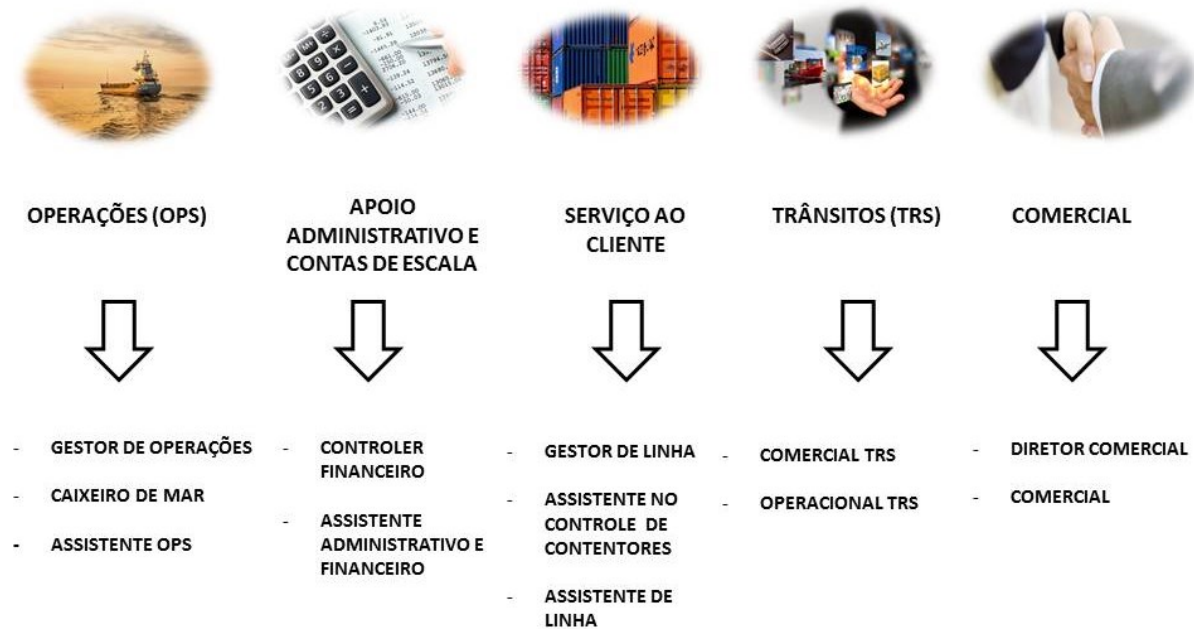 OPERAÇÕES (OPS)
APOIO
ADMINISTRATIVO E
CONTAS DE ESCALA
SERVIÇO AO
CLIENTE
TRÂNSITOS (TRS)
COMERCIAL
- GESTOR DE OPERAÇÕES
- CAIXEIRO DE MAR
- ASSISTENTE OPS
- CONTROLER
FINANCEIRO
- ASSISTENTE
ADMINISTRATIVO E
FINANCEIRO
- GESTOR DE LINHA
- ASSISTENTE NO
CONTROLE DE
CONTENTORES
- ASSISTENTE DE
LINHA
- COMERCIAL TRS
- OPERACIONAL TRS
- DIRETOR COMERCIAL
- COMERCIAL